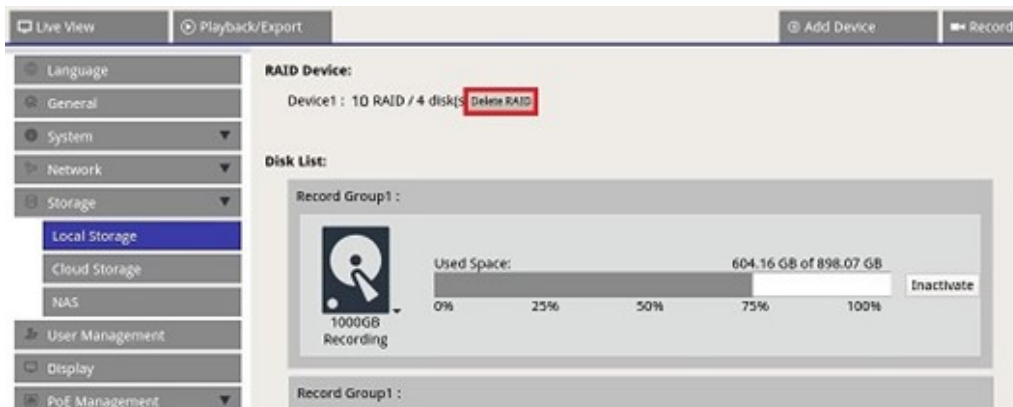 Live View
Playback/Export
Add Device
Record
Language
General
System
Network
Storage
Local Storage
Cloud Storage
NAS
User Management
Display
PoE Management
RAID Device:
Device1 : 10 RAID / 4 disk(s Delete RAID
Disk List:
Record Group1 :
Used Space: 604.16 GB of 898.07 GB
Inactivate
0% 25% 50% 75% 100%
1000GB
Recording
Record Group1 :